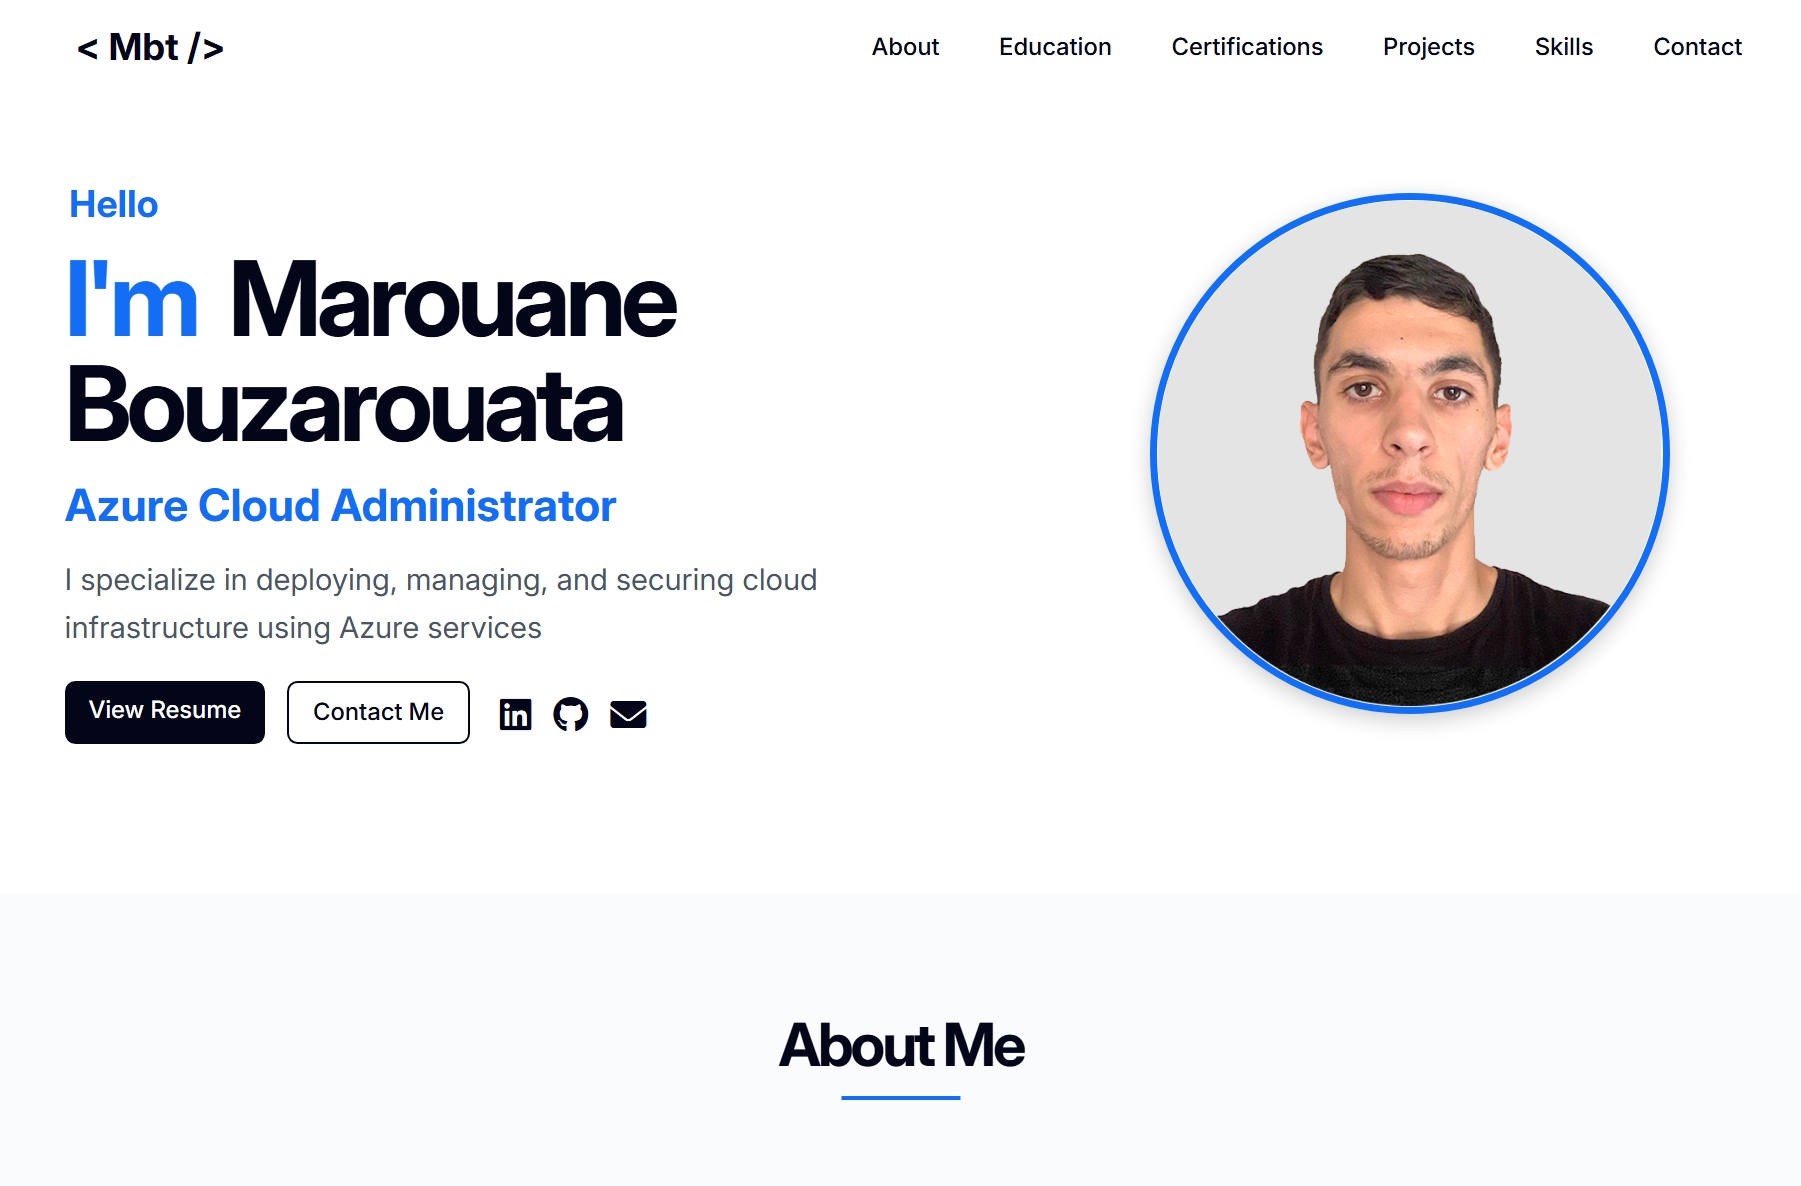 < Mbt />
About Education Certifications Projects Skills Contact
Hello
I'm Marouane
Bouzarouata
Azure Cloud Administrator
I specialize in deploying, managing, and securing cloud
infrastructure using Azure services
View Resume Contact Me in
About Me